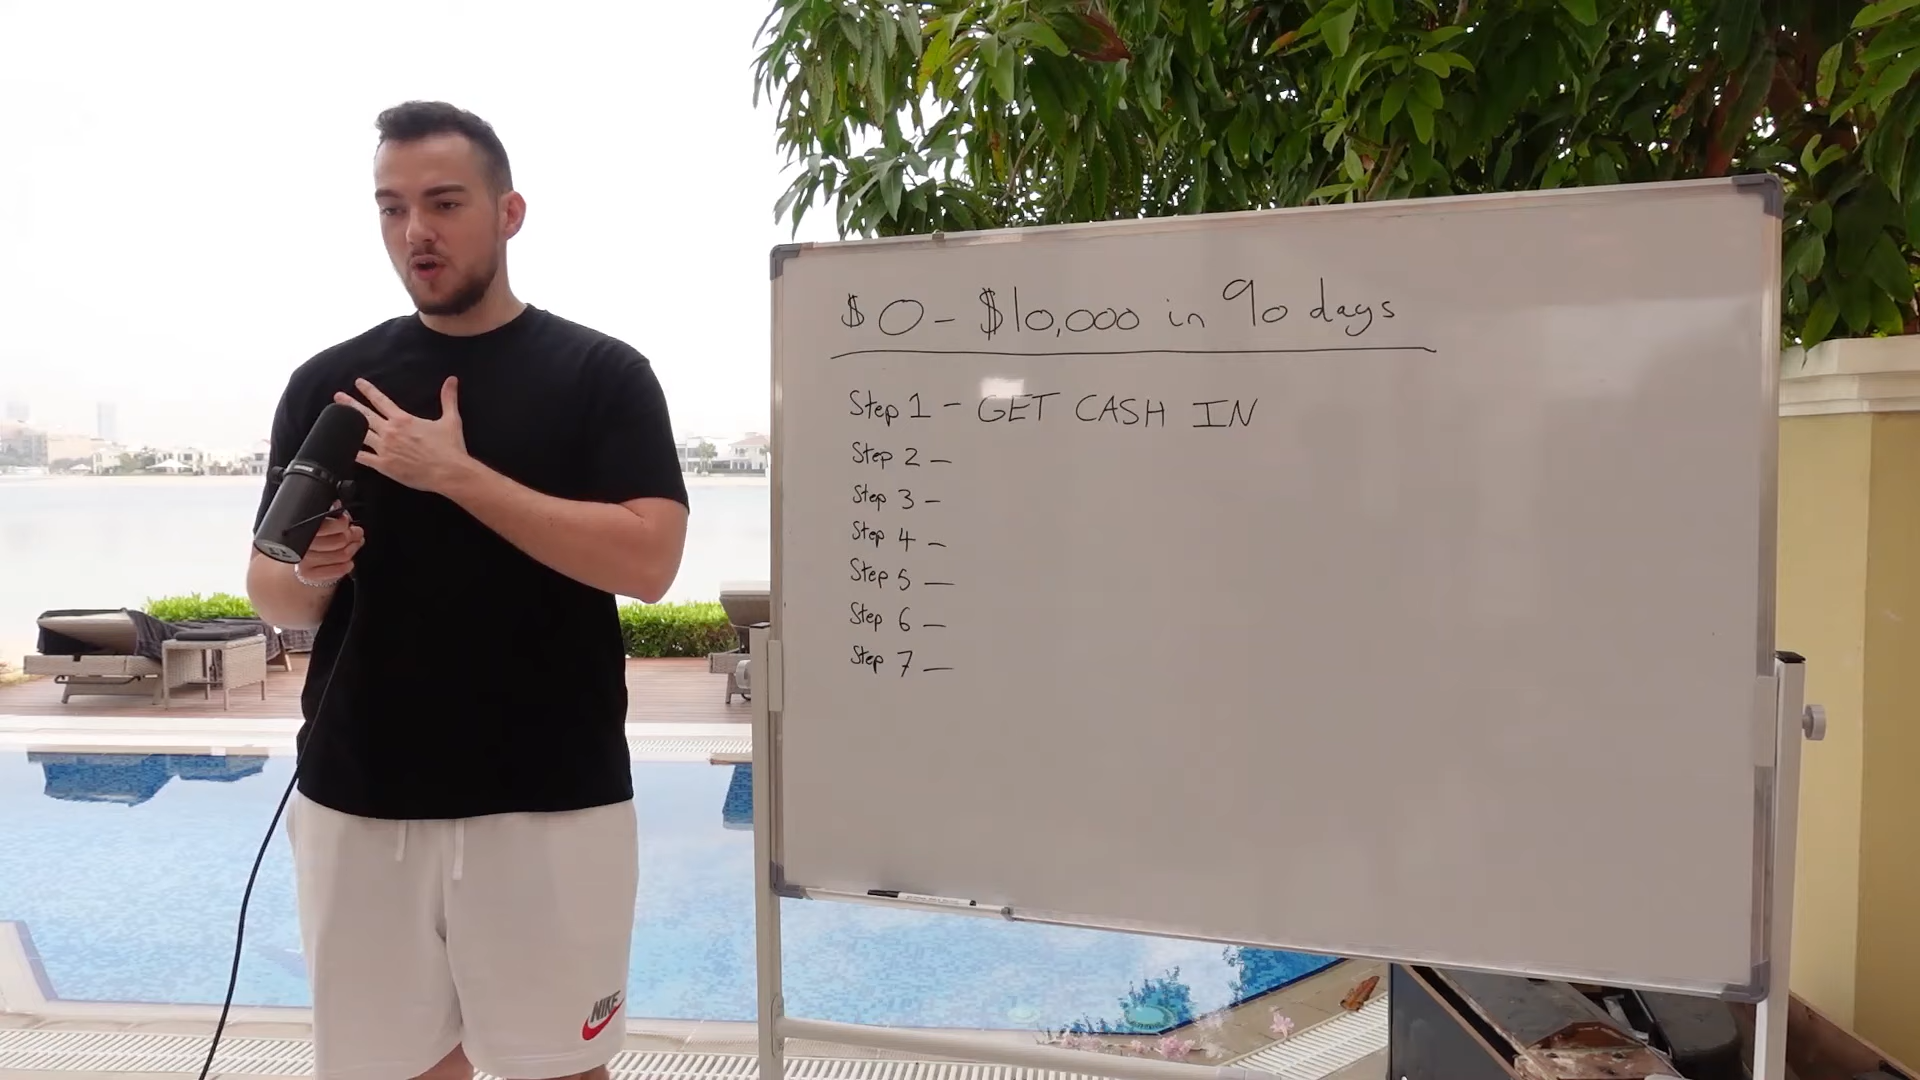 $0 - $10,000 in 90 days
Step 1 - GET CASH IN
Step 2 -
Step 3 -
Step 4 -
Step 5 -
Step 6 -
Step 7 -
NIKE